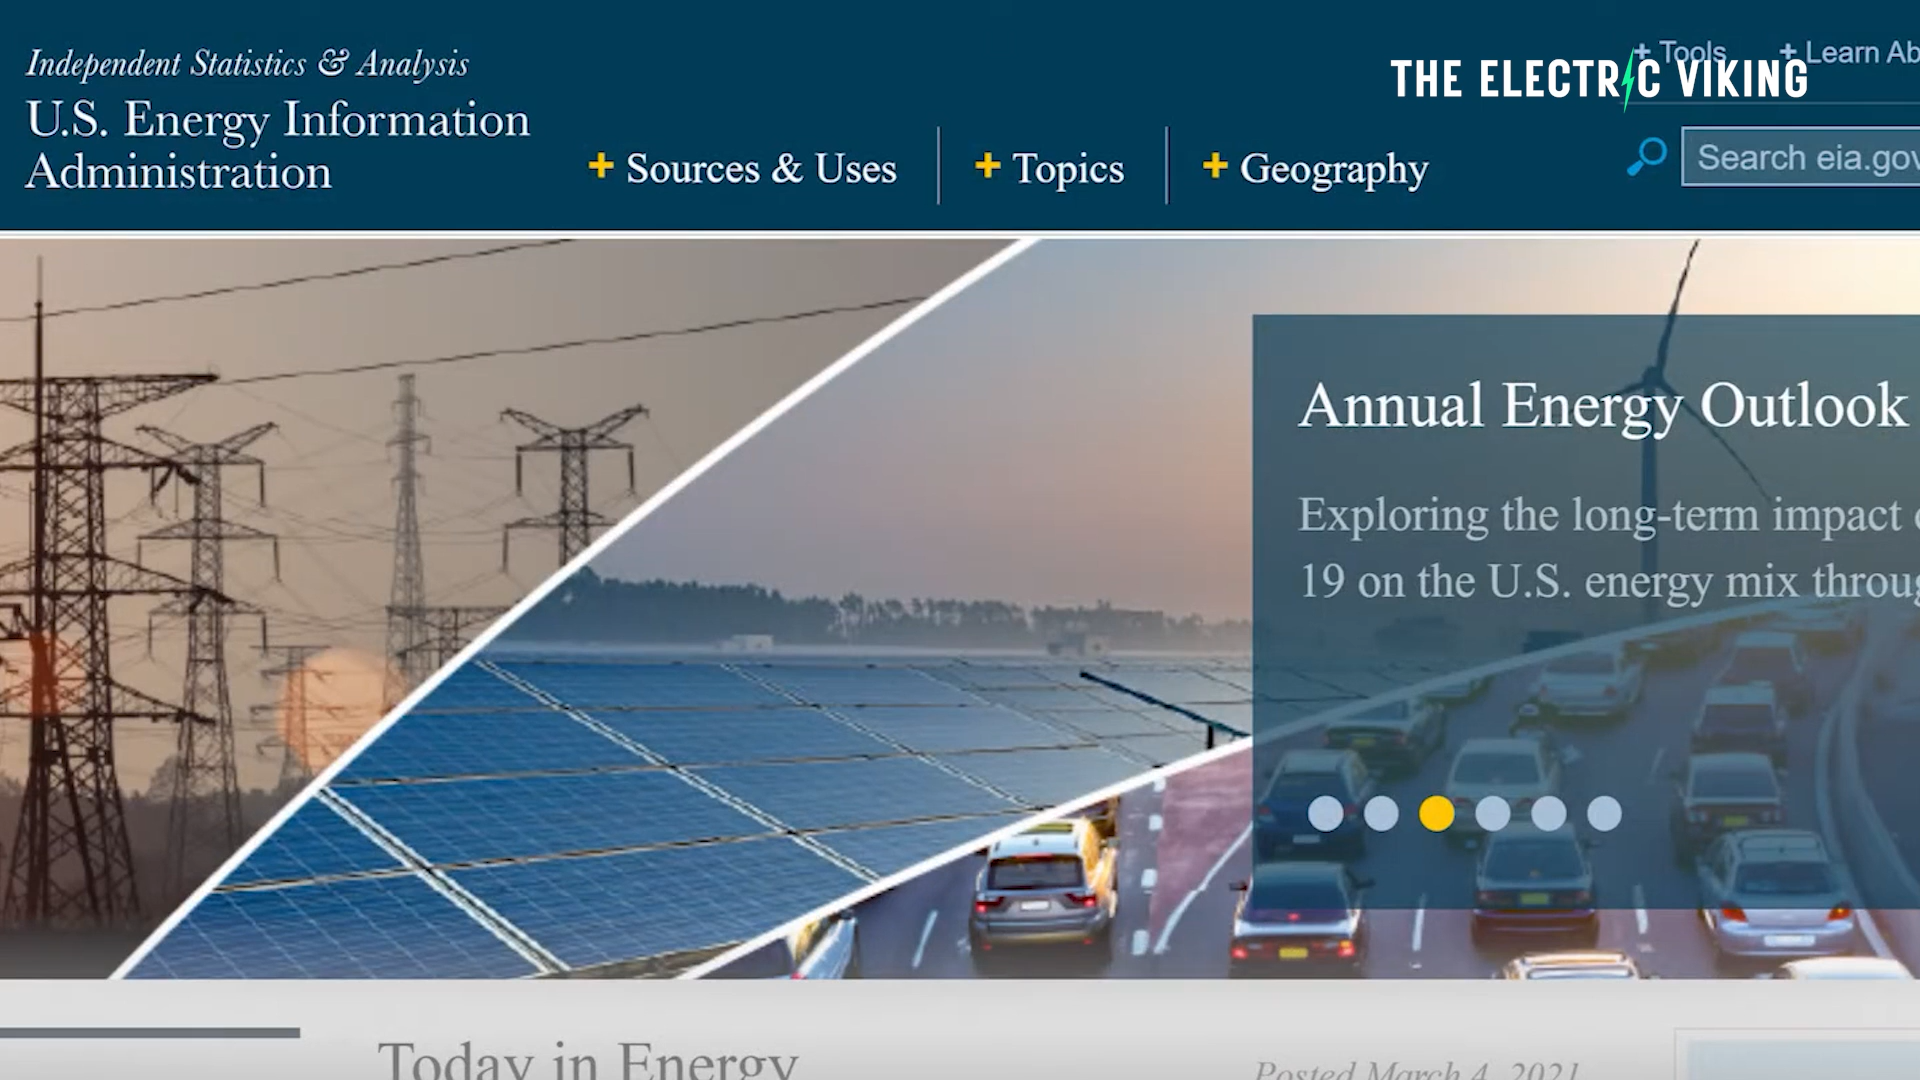 Independent Statistics & Analysis
U.S. Energy Information
Administration
+ Sources & Uses
+ Topics
+ Geography
+ Tools
+ Learn Ab
THE ELECTRIC VIKING
Search eia.gov
Annual Energy Outlook
Exploring the long-term impact
19 on the U.S. energy mix throug
Today in Energy
Posted March 4, 2021